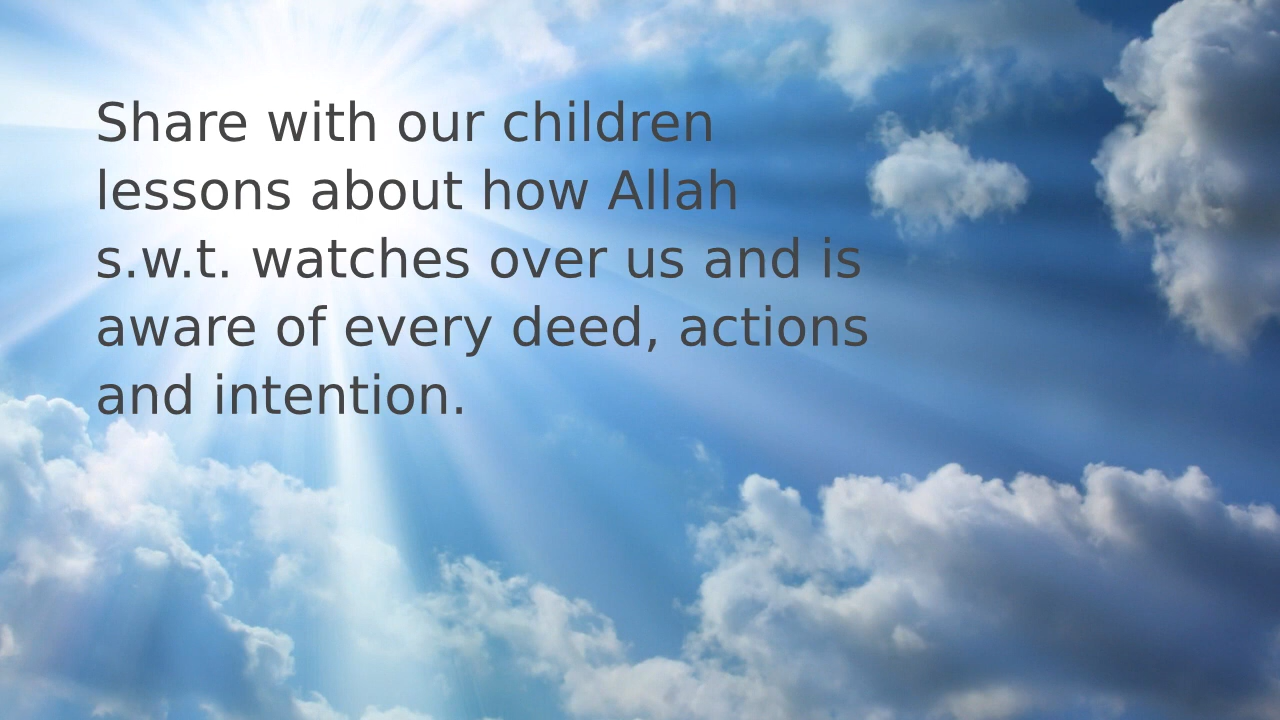 Share with our children
lessons about how Allah
s.w.t. watches over us and is
aware of every deed, actions
and intention.